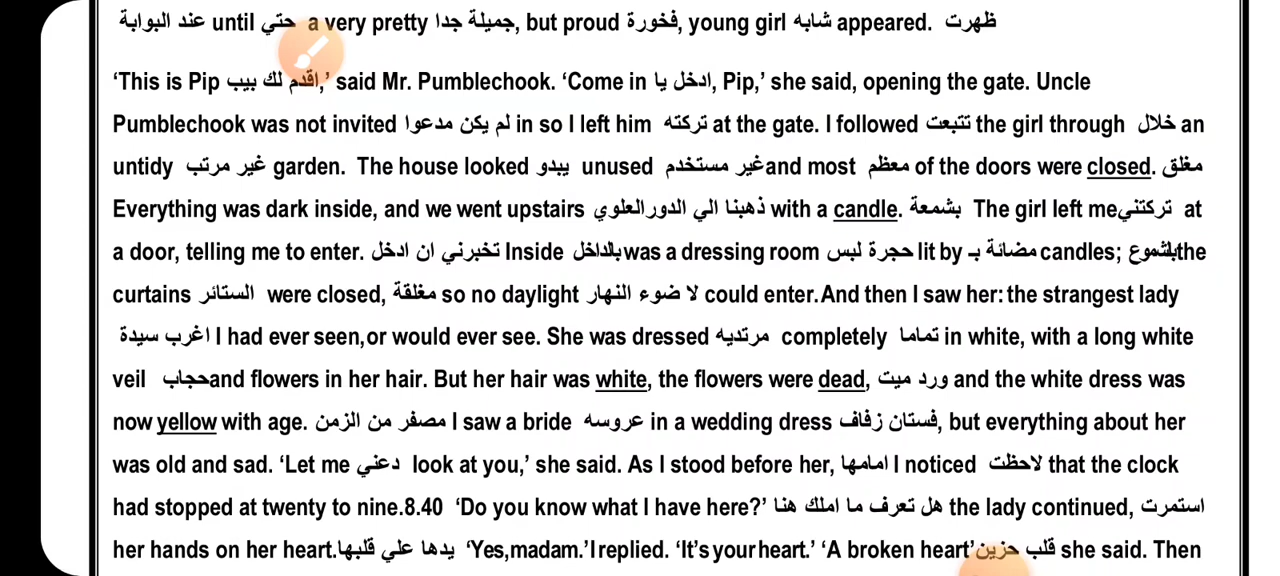 عند البوابة until حتي a very pretty جميلة جدا, but proud فخورة, young girl شابه appeared. ظهرت
‘This is Pip اقدم لك بيب,’ said Mr. Pumblechook. ‘Come in ادخل يا, Pip,’ she said, opening the gate. Uncle
Pumblechook was not invited لم يكن مدعوا in so I left him تركته at the gate. I followed تتبعت the girl through خلال an
untidy غير مرتب garden. The house looked يبدو unused غير مستخدم and most معظم of the doors were closed. مغلق
Everything was dark inside, and we went upstairs ذهبنا الي الدور العلوي with a candle. بشمعة The girl left me تركتني at
a door, telling me to enter. تخبرني ان ادخل Inside بالداخل was a dressing room حجرة لبس lit by مضائة بـ candles; بالشموع the
curtains الستائر were closed, مغلقة so no daylight لا ضوء النهار could enter. And then I saw her: the strangest lady
اغرب سيدة I had ever seen, or would ever see. She was dressed مرتديه completely تماما in white, with a long white
veil حجاب and flowers in her hair. But her hair was white, the flowers were dead, ورد ميت and the white dress was
now yellow with age. مصفر من الزمن I saw a bride عروسه in a wedding dress فستان زفاف, but everything about her
was old and sad. ‘Let me دعني look at you,’ she said. As I stood before her, امامها I noticed لاحظت that the clock
had stopped at twenty to nine.8.40 ‘Do you know what I have here?’ هل تعرف ما املك هنا the lady continued, استمرت
her hands on her heart. يدها علي قلبها ‘Yes, madam.’ I replied. ‘It’s your heart.’ ‘A broken heart’ قلب حزين she said. Then